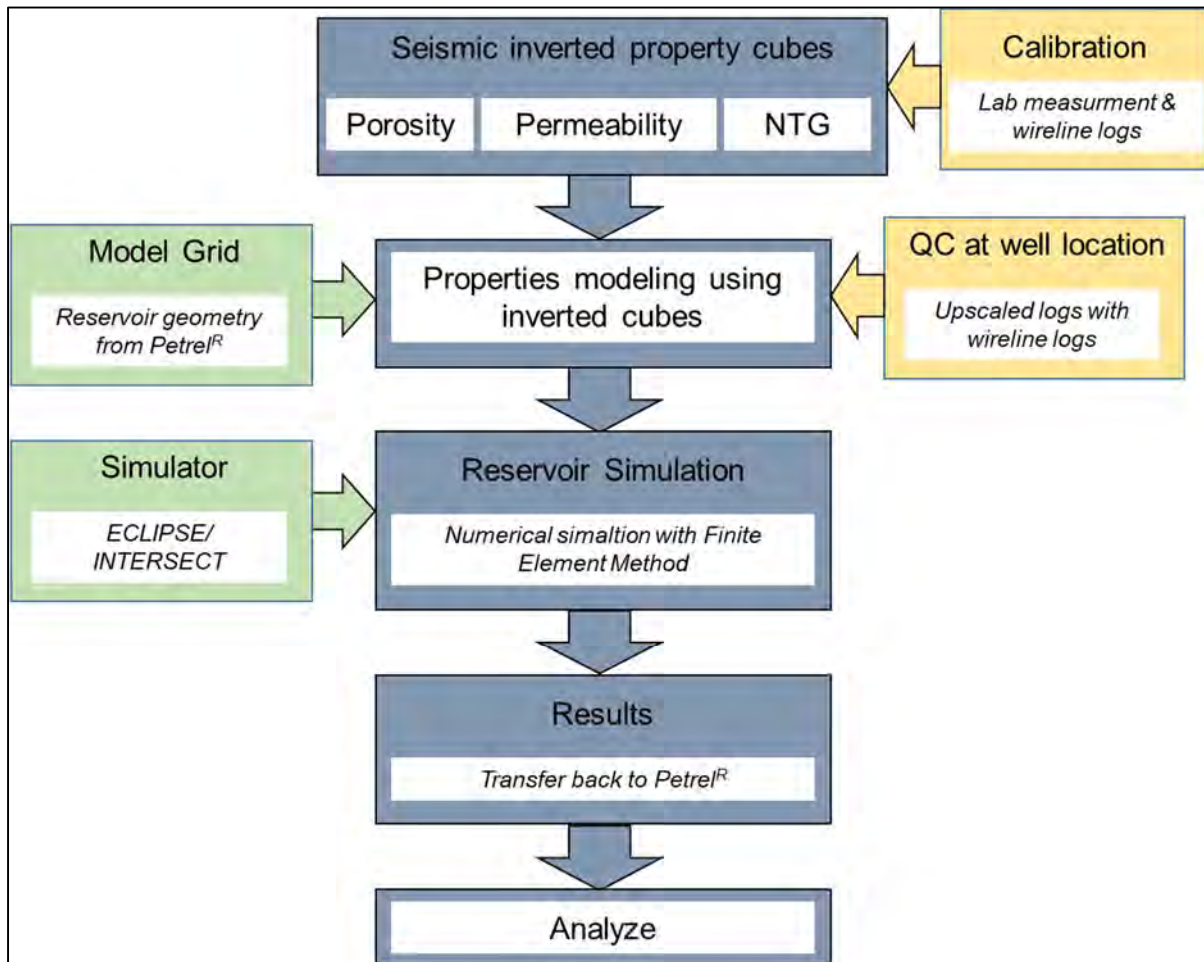 Seismic inverted property cubes
Porosity
Permeability
NTG
Calibration
Lab measurment &
wireline logs
Model Grid
Reservoir geometry
from Petrel^R
Properties modeling using
inverted cubes
QC at well location
Upscaled logs with
wireline logs
Simulator
ECLIPSE/
INTERSECT
Reservoir Simulation
Numerical simaltion with Finite
Element Method
Results
Transfer back to Petrel^R
Analyze